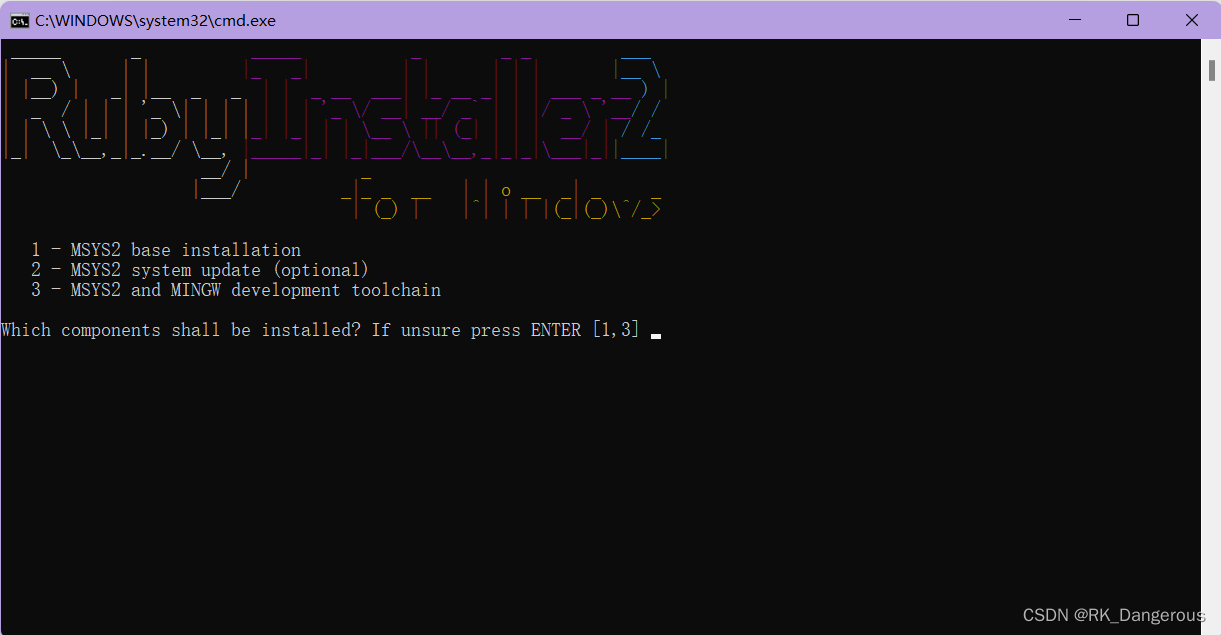 C:\WINDOWS\system32\cmd.exe
RubyInstaller2
for Windows
1 - MSYS2 base installation
2 - MSYS2 system update (optional)
3 - MSYS2 and MINGW development toolchain
Which components shall be installed? If unsure press ENTER [1,3]
CSDN @RK_Dangerous